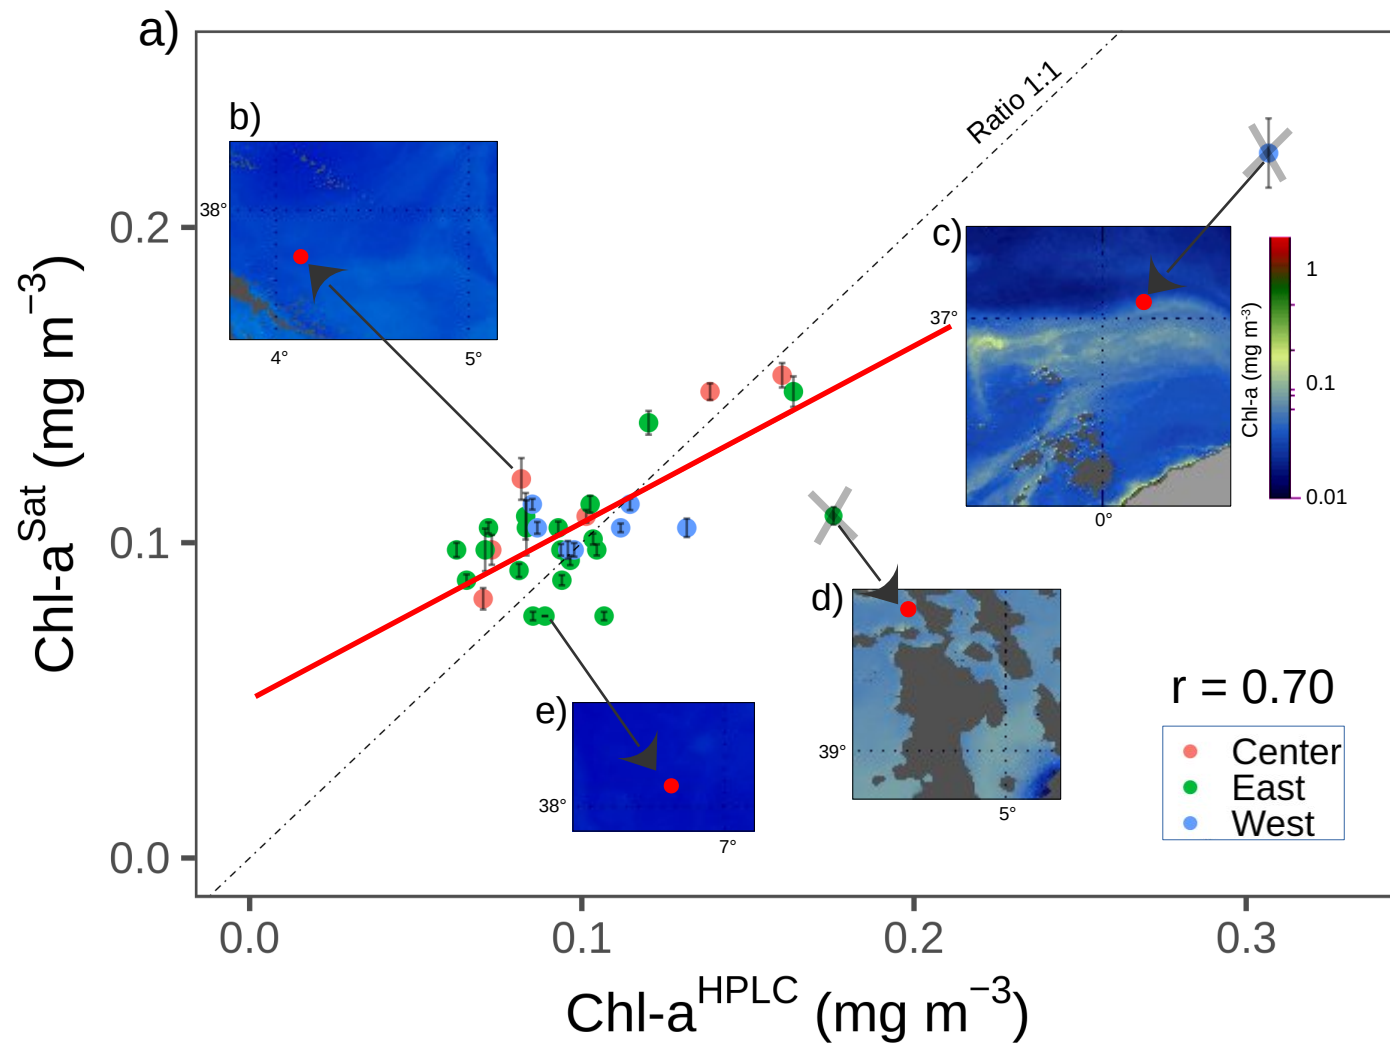 a)
Ratio 1:1
b)
38°
4°
5°
c)
37°
0°
Chl-a (mg m-3)
1
0.1
0.01
d)
39°
5°
e)
38°
7°
r = 0.70
Center
East
West
0.2
0.1
0.0
Chl-aSat (mg m−3)
0.0
0.1
0.2
0.3
Chl-aHPLC (mg m−3)